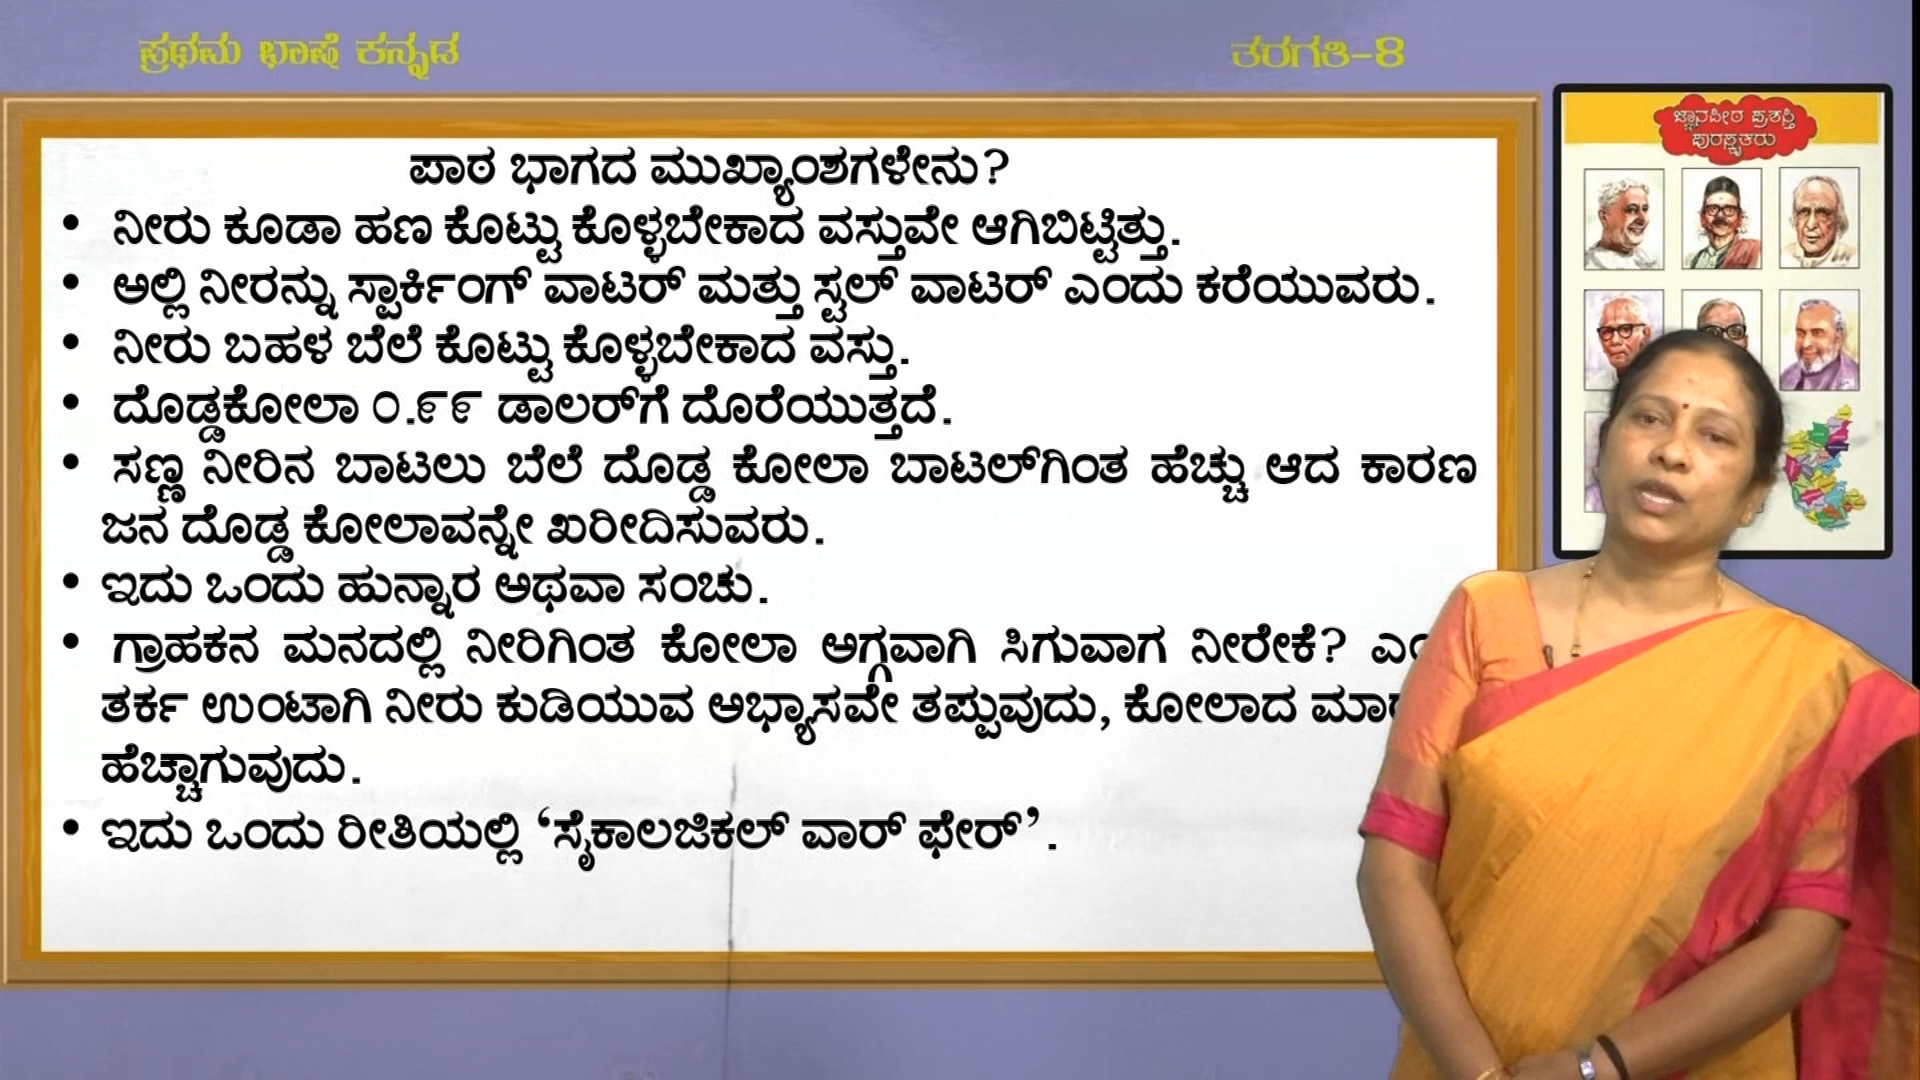 ಪ್ರಥಮ ಭಾಷೆ ಕನ್ನಡ
ತರಗತಿ-8
ಜ್ಞಾನಪೀಠ ಪ್ರಶಸ್ತಿ
ಪುರಸ್ಕೃತರು
ಪಾಠ ಭಾಗದ ಮುಖ್ಯಾಂಶಗಳೇನು?
• ನೀರು ಕೂಡಾ ಹಣ ಕೊಟ್ಟು ಕೊಳ್ಳಬೇಕಾದ ವಸ್ತುವೇ ಆಗಿಬಿಟ್ಟಿತ್ತು.
• ಅಲ್ಲಿ ನೀರನ್ನು ಸ್ಪಾರ್ಕಿಂಗ್ ವಾಟರ್ ಮತ್ತು ಸ್ಟಲ್ ವಾಟರ್ ಎಂದು ಕರೆಯುವರು.
• ನೀರು ಬಹಳ ಬೆಲೆ ಕೊಟ್ಟು ಕೊಳ್ಳಬೇಕಾದ ವಸ್ತು.
• ದೊಡ್ಡಕೋಲಾ ೦.೯೯ ಡಾಲರ್‌ಗೆ ದೊರೆಯುತ್ತದೆ.
• ಸಣ್ಣ ನೀರಿನ ಬಾಟಲು ಬೆಲೆ ದೊಡ್ಡ ಕೋಲಾ ಬಾಟಲ್‌ಗಿಂತ ಹೆಚ್ಚು ಆದ ಕಾರಣ
ಜನ ದೊಡ್ಡ ಕೋಲಾವನ್ನೇ ಖರೀದಿಸುವರು.
• ಇದು ಒಂದು ಹುನ್ನಾರ ಅಥವಾ ಸಂಚು.
• ಗ್ರಾಹಕನ ಮನದಲ್ಲಿ ನೀರಿಗಿಂತ ಕೋಲಾ ಅಗ್ಗವಾಗಿ ಸಿಗುವಾಗ ನೀರೇಕೆ?
ತರ್ಕ ಉಂಟಾಗಿ ನೀರು ಕುಡಿಯುವ ಅಭ್ಯಾಸವೇ ತಪ್ಪುವುದು, ಕೋಲಾದ
ಹೆಚ್ಚಾಗುವುದು.
• ಇದು ಒಂದು ರೀತಿಯಲ್ಲಿ ‘ಸೈಕಾಲಜಿಕಲ್ ವಾರ್ ಫೇರ್’.